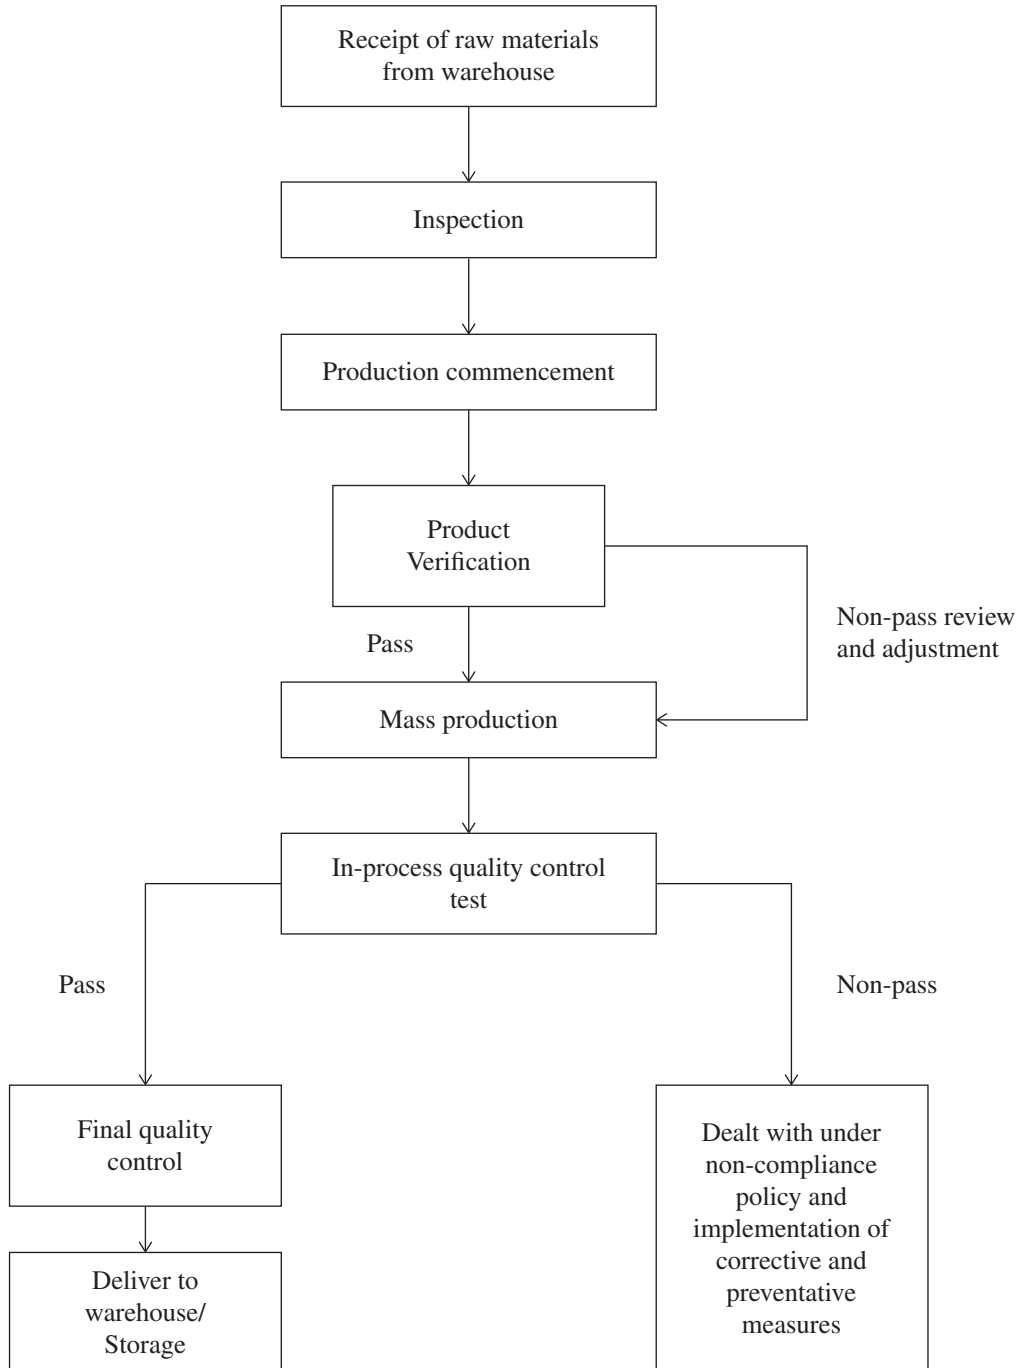 Receipt of raw materials
from warehouse
Inspection
Production commencement
Product
Verification
Non-pass review
and adjustment
Pass
Mass production
In-process quality control
test
Pass
Non-pass
Final quality
control
Dealt with under
non-compliance
policy and
implementation of
corrective and
preventative
measures
Deliver to
warehouse/
Storage